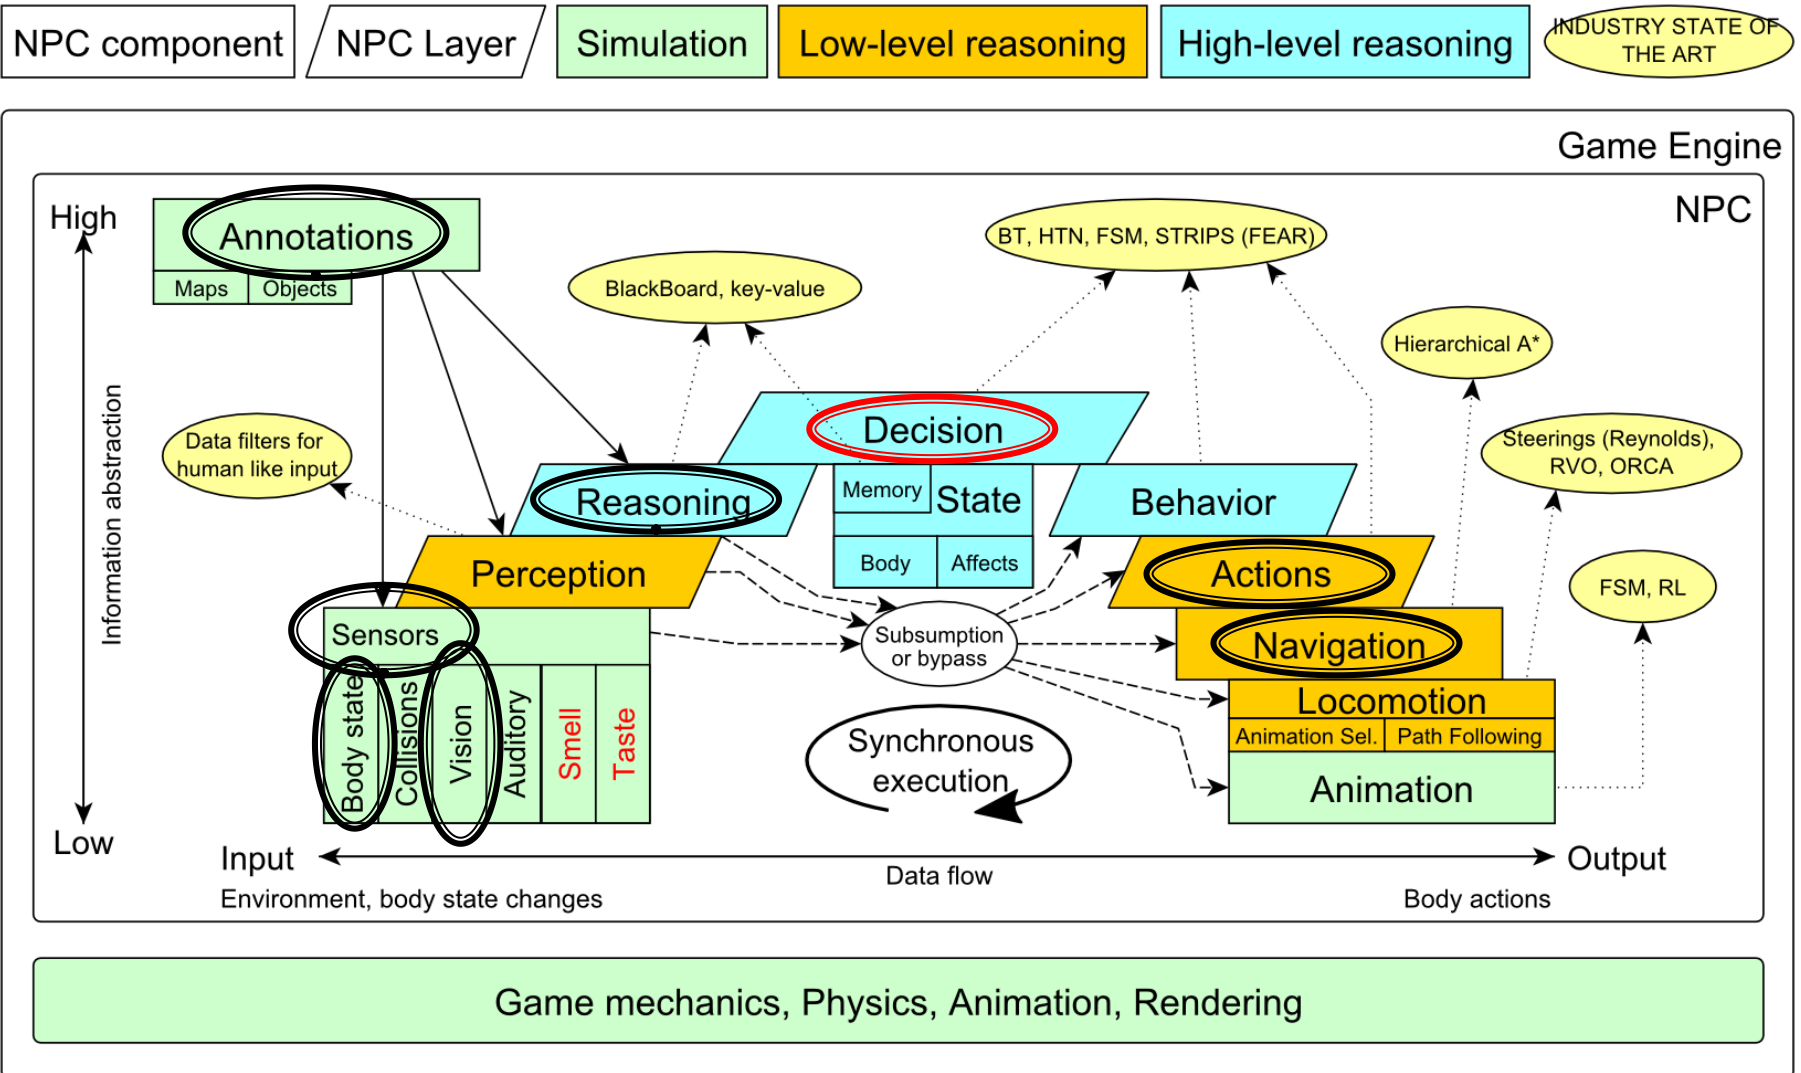 NPC component
NPC Layer
Simulation
Low-level reasoning
High-level reasoning
INDUSTRY STATE OF
THE ART
Game Engine
NPC
High
Annotations
Maps
Objects
BlackBoard, key-value
BT, HTN, FSM, STRIPS (FEAR)
Hierarchical A*
Information abstraction
Data filters for
human like input
Decision
Steerings (Reynolds),
RVO, ORCA
Reasoning
Memory
State
Behavior
Perception
Body
Affects
Actions
FSM, RL
Sensors
Subsumption
or bypass
Navigation
Body state
Collisions
Vision
Auditory
Smell
Taste
Locomotion
Animation Sel.
Path Following
Synchronous
execution
Animation
Low
Input
Output
Data flow
Environment, body state changes
Body actions
Game mechanics, Physics, Animation, Rendering